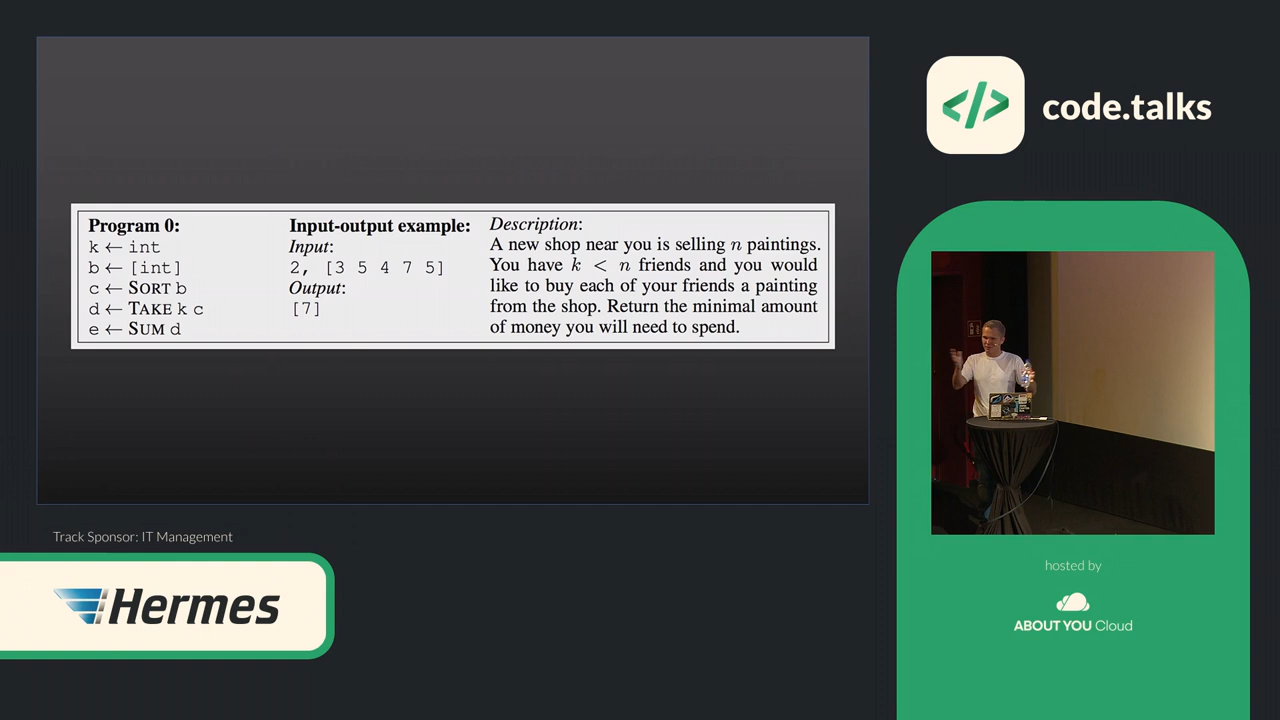 Program 0:
k ← int
b ← [int]
c ← SORT b
d ← TAKE k c
e ← SUM d
Input-output example:
Input:
2, [3 5 4 7 5]
Output:
[7]
Description:
A new shop near you is selling n paintings.
You have k < n friends and you would
like to buy each of your friends a painting
from the shop. Return the minimal amount
of money you will need to spend.
</>
code.talks
Track Sponsor: IT Management
Hermes
hosted by
ABOUT YOU Cloud